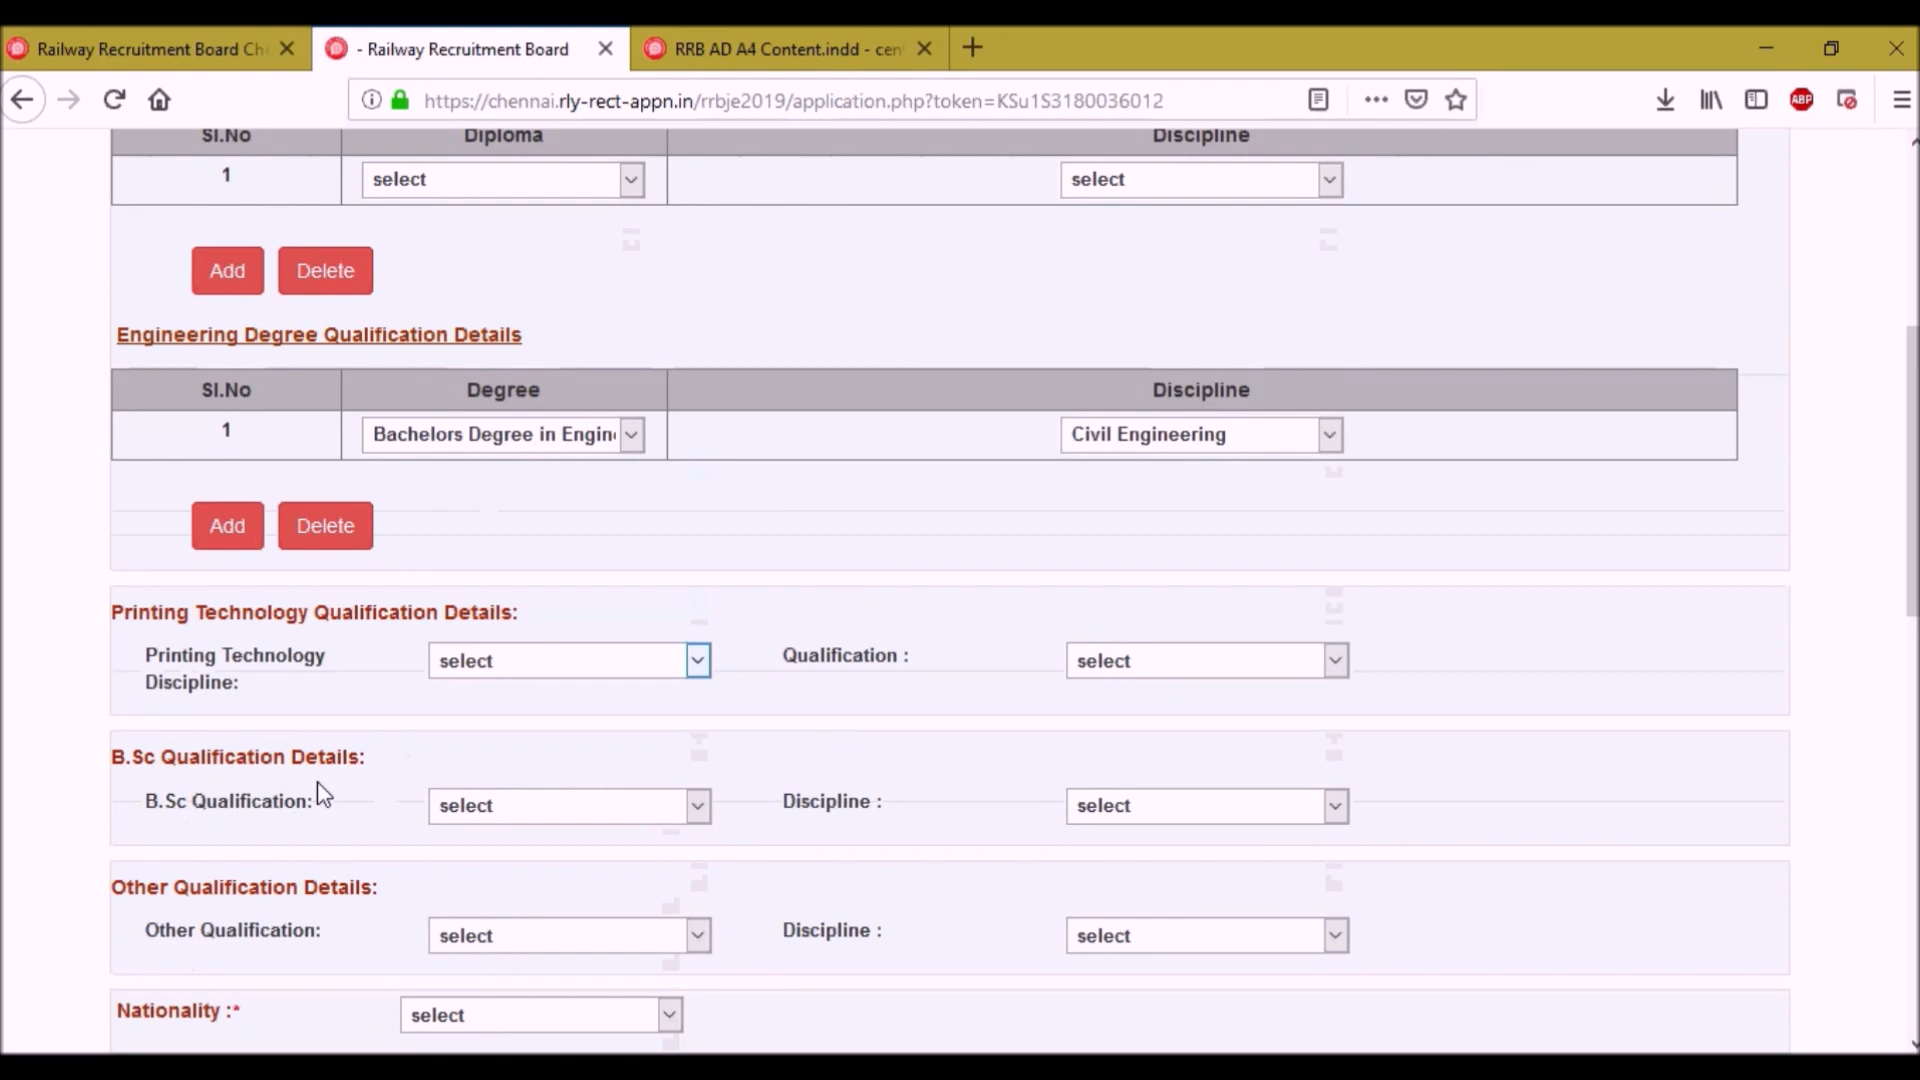 Railway Recruitment Board Che
- Railway Recruitment Board
RRB AD A4 Content.indd - cen
https://chennai.rly-rect-appn.in/rrbje2019/application.php?token=KSu1S3180036012
ABP
Sl.No Diploma Discipline
1 select select
Add Delete
Engineering Degree Qualification Details
Sl.No Degree Discipline
1 Bachelors Degree in Engin Civil Engineering
Add Delete
Printing Technology Qualification Details:
Printing Technology
Discipline:
select Qualification : select
B.Sc Qualification Details:
B.Sc Qualification: select Discipline : select
Other Qualification Details:
Other Qualification: select Discipline : select
Nationality :* select